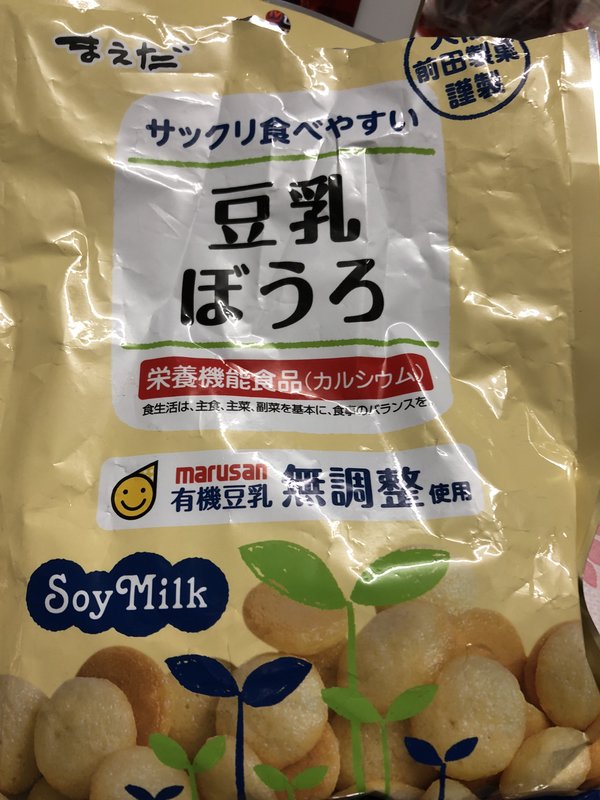 まえだ
前田製菓
謹製
サックリ食べやすい
豆乳
ぼうろ
栄養機能食品(カルシウム)
食生活は、主食、主菜、副菜を基本に、食事のバランスを。
marusan
有機豆乳 無調整使用
Soy Milk